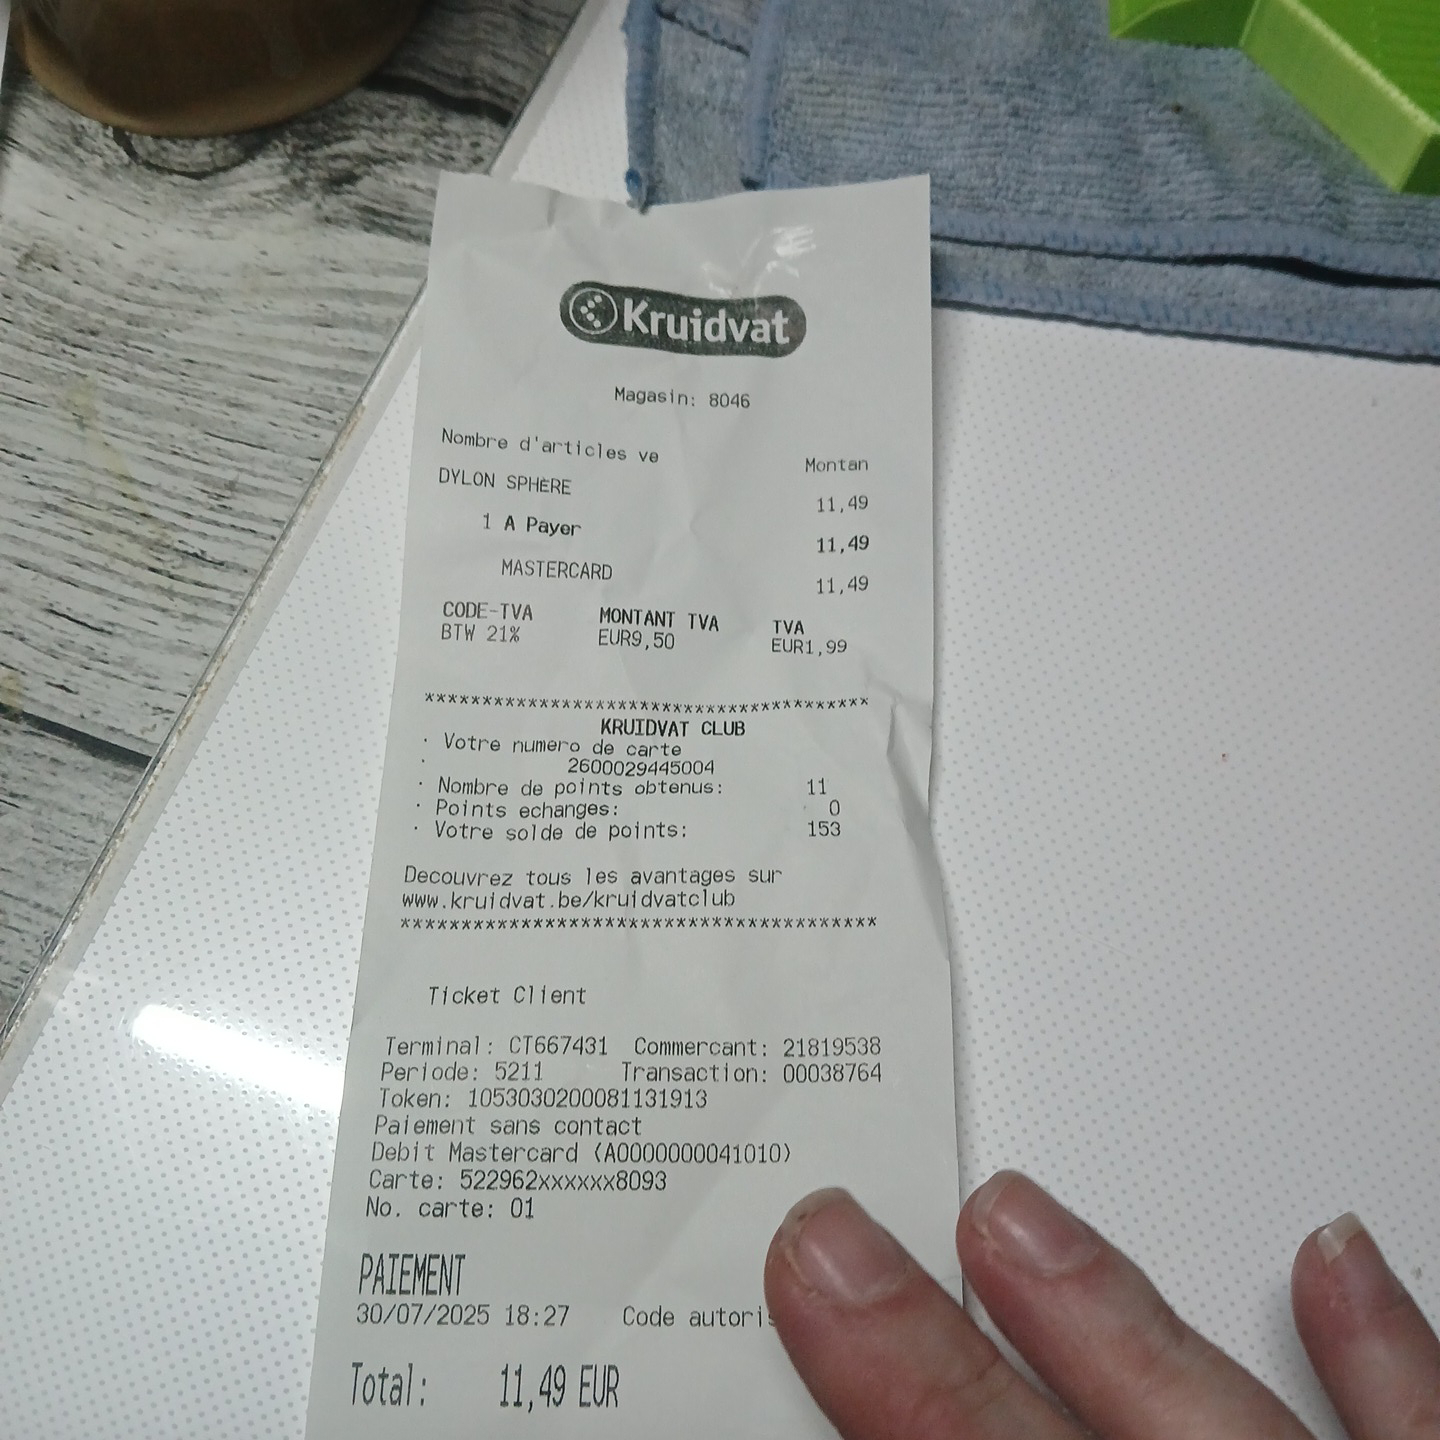 Kruidvat
Magasin: 8046
Nombre d'articles ve Montan
DYLON SPHERE 11,49
1 A Payer 11,49
MASTERCARD 11,49
CODE-TVA MONTANT TVA TVA
BTW 21% EUR9,50 EUR1,99
***************************************
KRUIDVAT CLUB
· Votre numero de carte
· 2600029445004
· Nombre de points obtenus: 11
· Points echanges: 0
· Votre solde de points: 153
Decouvrez tous les avantages sur
www.kruidvat.be/kruidvatclub
***************************************
Ticket Client
Terminal: CT667431 Commercant: 21819538
Periode: 5211 Transaction: 00038764
Token: 1053030200081131913
Paiement sans contact
Debit Mastercard (A0000000041010)
Carte: 522962xxxxxx8093
No. carte: 01
PAIEMENT
30/07/2025 18:27 Code autoris
Total: 11,49 EUR